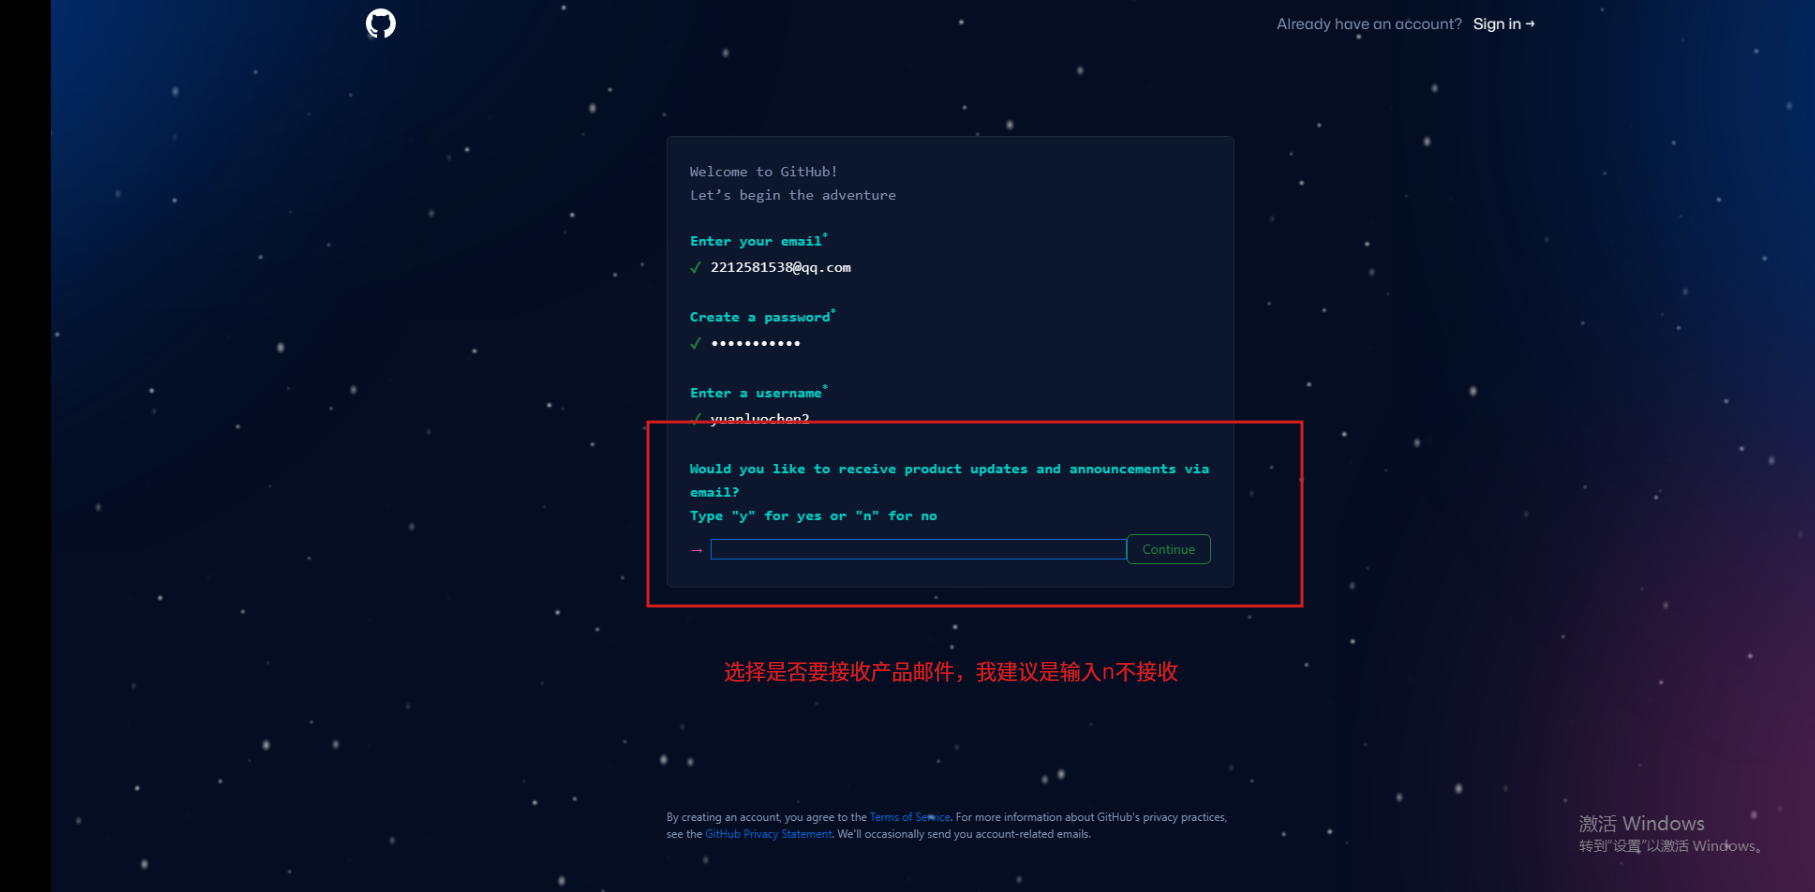 Already have an account? Sign in →
Welcome to GitHub!
Let’s begin the adventure
Enter your email*
✓ 2212581538@qq.com
Create a password*
✓ •••••••••••
Enter a username*
✓ yuanluochen2
Would you like to receive product updates and announcements via
email?
Type "y" for yes or "n" for no
→ Continue
选择是否要接收产品邮件，我建议是输入n不接收
By creating an account, you agree to the Terms of Service. For more information about GitHub's privacy practices,
see the GitHub Privacy Statement. We'll occasionally send you account-related emails.
激活 Windows
转到"设置"以激活 Windows。